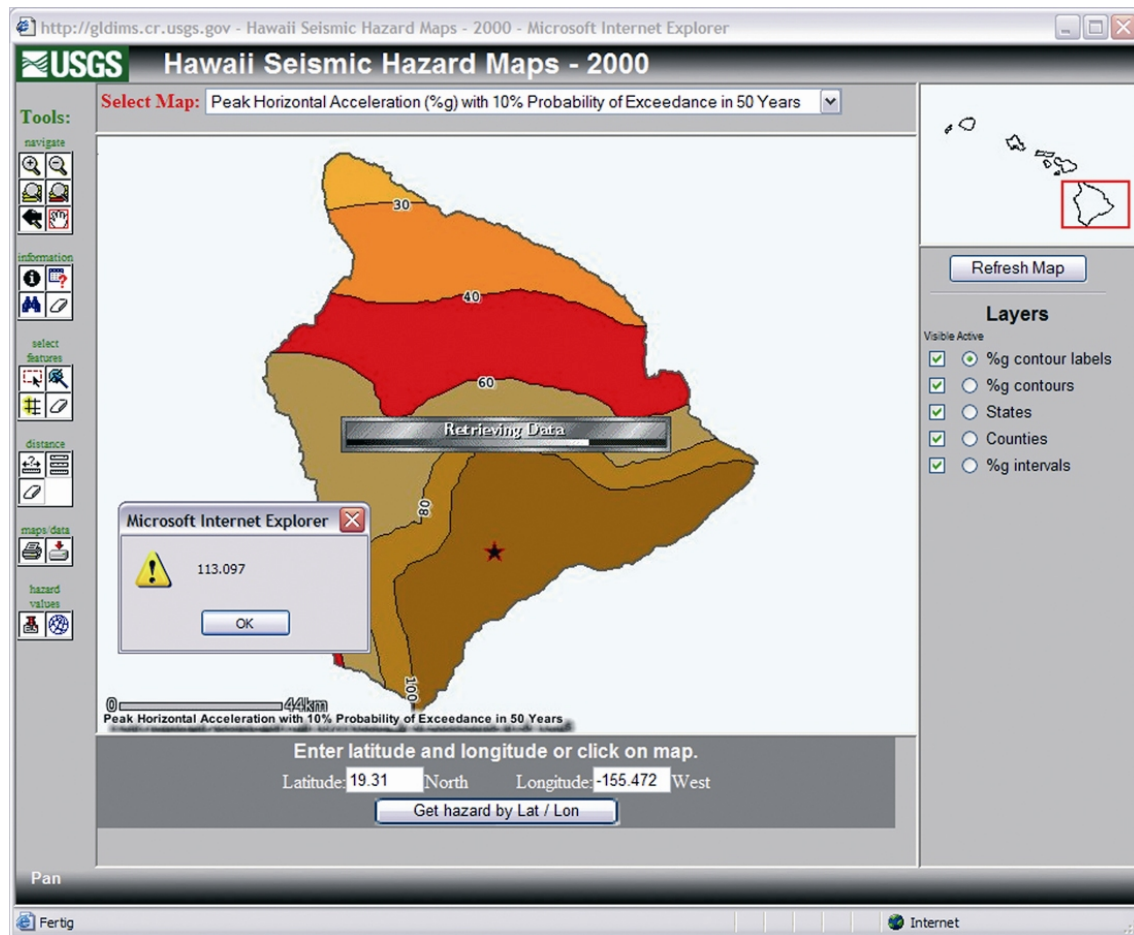 http://gldims.cr.usgs.gov - Hawaii Seismic Hazard Maps - 2000 - Microsoft Internet Explorer
USGS Hawaii Seismic Hazard Maps - 2000
Select Map: Peak Horizontal Acceleration (%g) with 10% Probability of Exceedance in 50 Years
Tools:
navigate
information
select
features
distance
maps/data
hazard
values
30
40
60
Retrieving Data
80
Microsoft Internet Explorer
113.097
OK
100
0 44km
Peak Horizontal Acceleration with 10% Probability of Exceedance in 50 Years
Enter latitude and longitude or click on map.
Latitude: 19.31 North Longitude: -155.472 West
Get hazard by Lat / Lon
Refresh Map
Layers
Visible Active
%g contour labels
%g contours
States
Counties
%g intervals
Pan
Fertig Internet